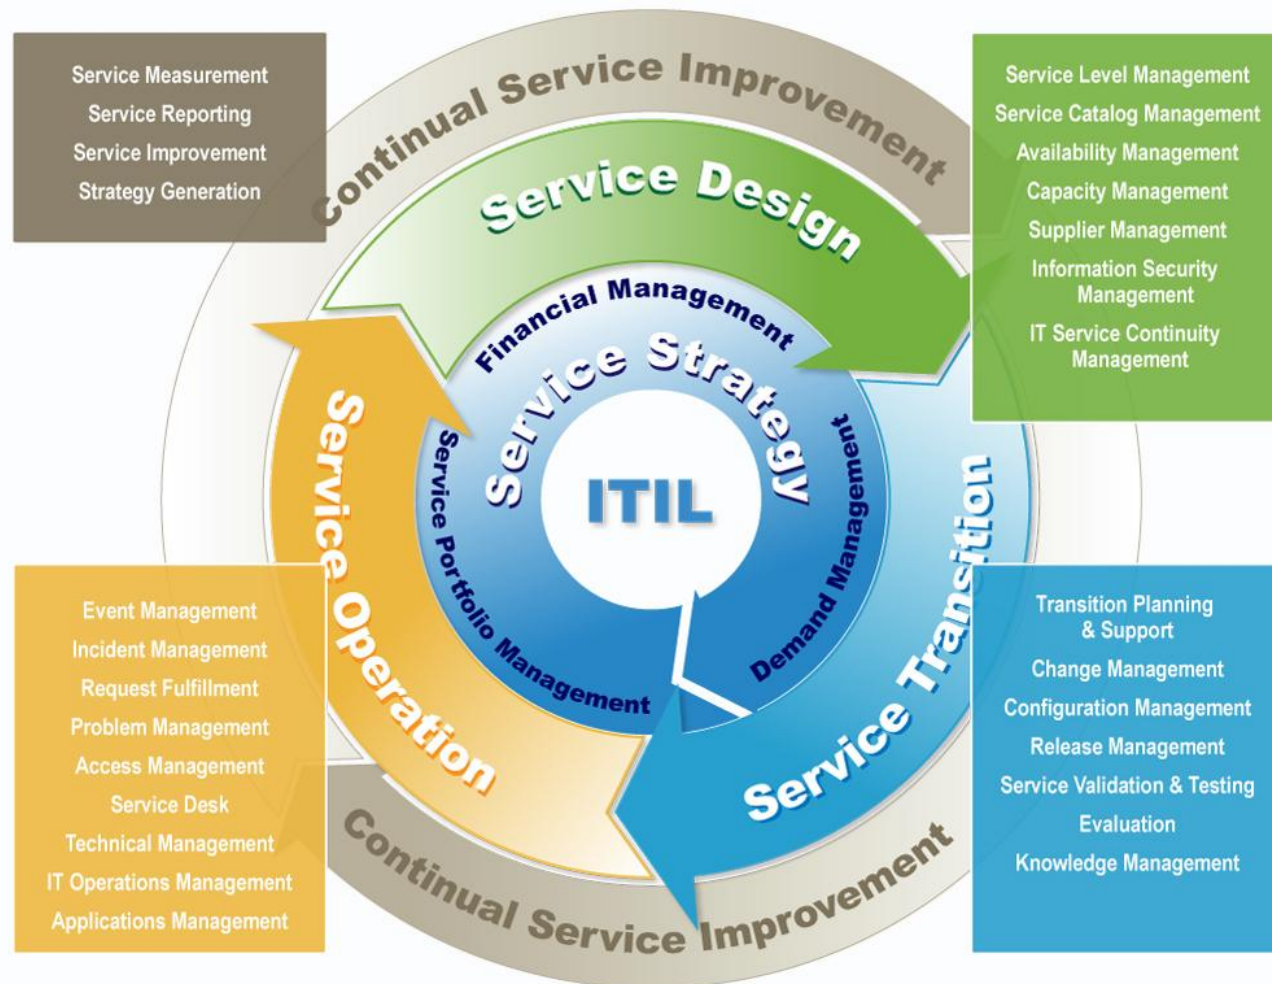 Service Measurement
Service Reporting
Service Improvement
Strategy Generation
Continual Service Improvement
Service Level Management
Service Catalog Management
Availability Management
Capacity Management
Supplier Management
Information Security
Management
IT Service Continuity
Management
Service Design
Financial Management
Service Strategy
ITIL
Service Portfolio Management
Demand Management
Service Operation
Service Transition
Event Management
Incident Management
Request Fulfillment
Problem Management
Access Management
Service Desk
Technical Management
IT Operations Management
Applications Management
Transition Planning
& Support
Change Management
Configuration Management
Release Management
Service Validation & Testing
Evaluation
Knowledge Management
Continual Service Improvement